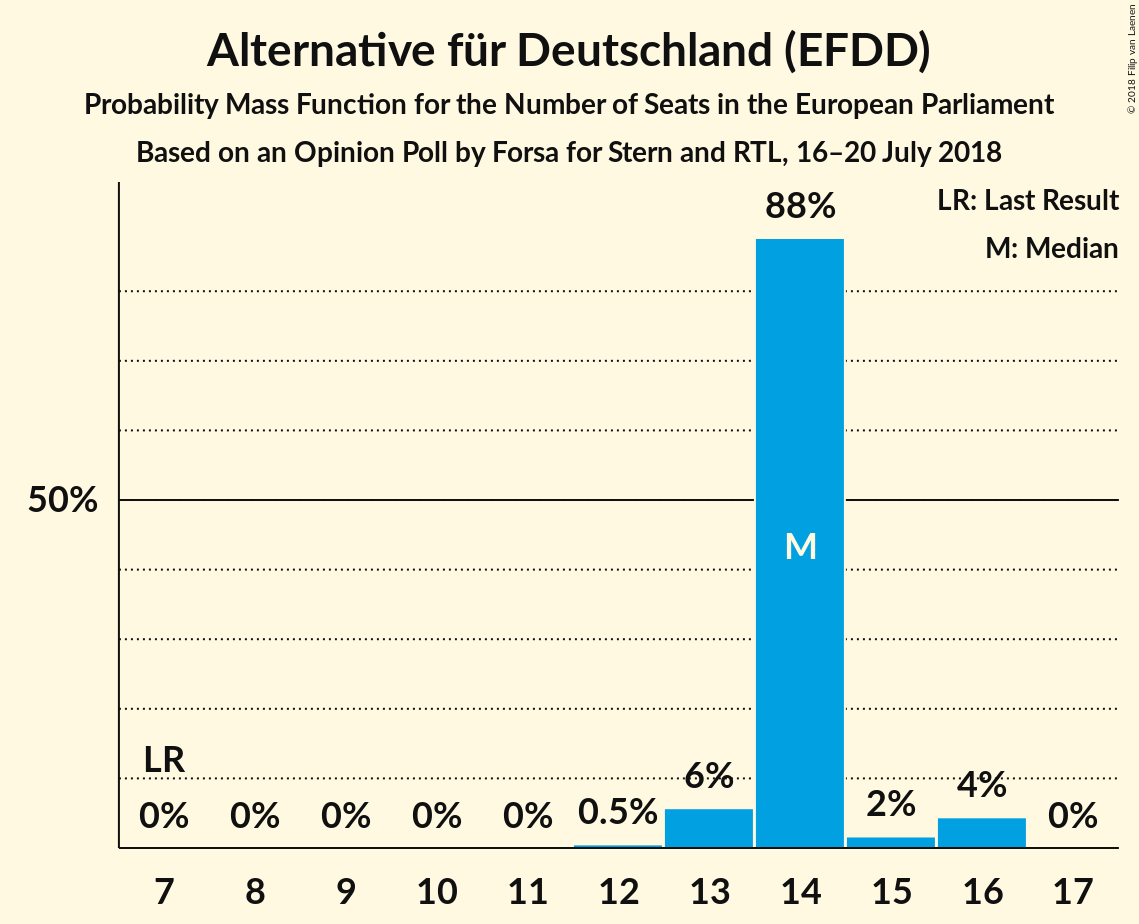 Alternative für Deutschland (EFDD)
Probability Mass Function for the Number of Seats in the European Parliament
Based on an Opinion Poll by Forsa for Stern and RTL, 16–20 July 2018
© 2018 Filip van Laenen
LR: Last Result
M: Median
88%
50%
M
LR
0% 0% 0% 0% 0% 0.5% 6% 2% 4% 0%
7 8 9 10 11 12 13 14 15 16 17